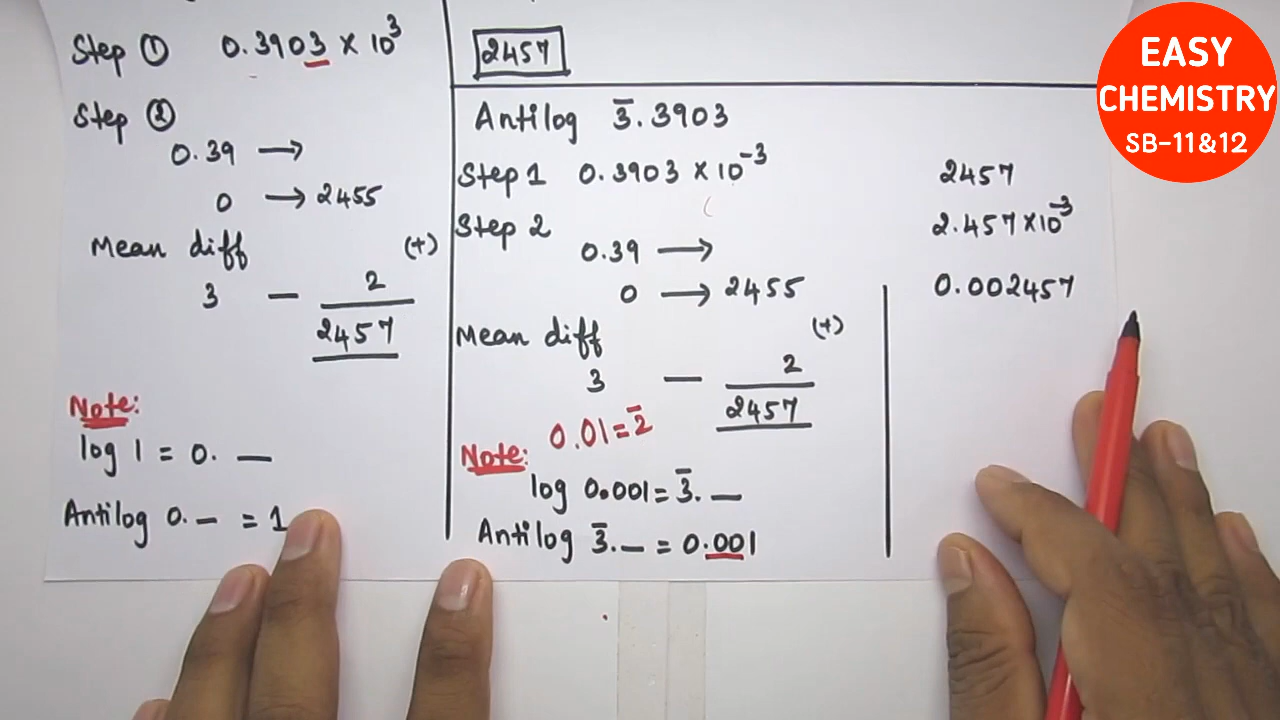 Step ① 0.3903 × 10³
Step ②
0.39 →
0 → 2455
Mean diff (+)
3 — 2
2457
Note:
log 1 = 0. —
Antilog 0. — = 1
2457
Antilog 3̅.3903
Step 1 0.3903 × 10⁻³
Step 2
0.39 →
0 → 2455
Mean diff (+)
3 — 2
2457
Note: 0.01 = 2̅
log 0.001 = 3̅. —
Antilog 3̅. — = 0.001
2457
2.457 × 10⁻³
0.002457
EASY
CHEMISTRY
SB-11&12